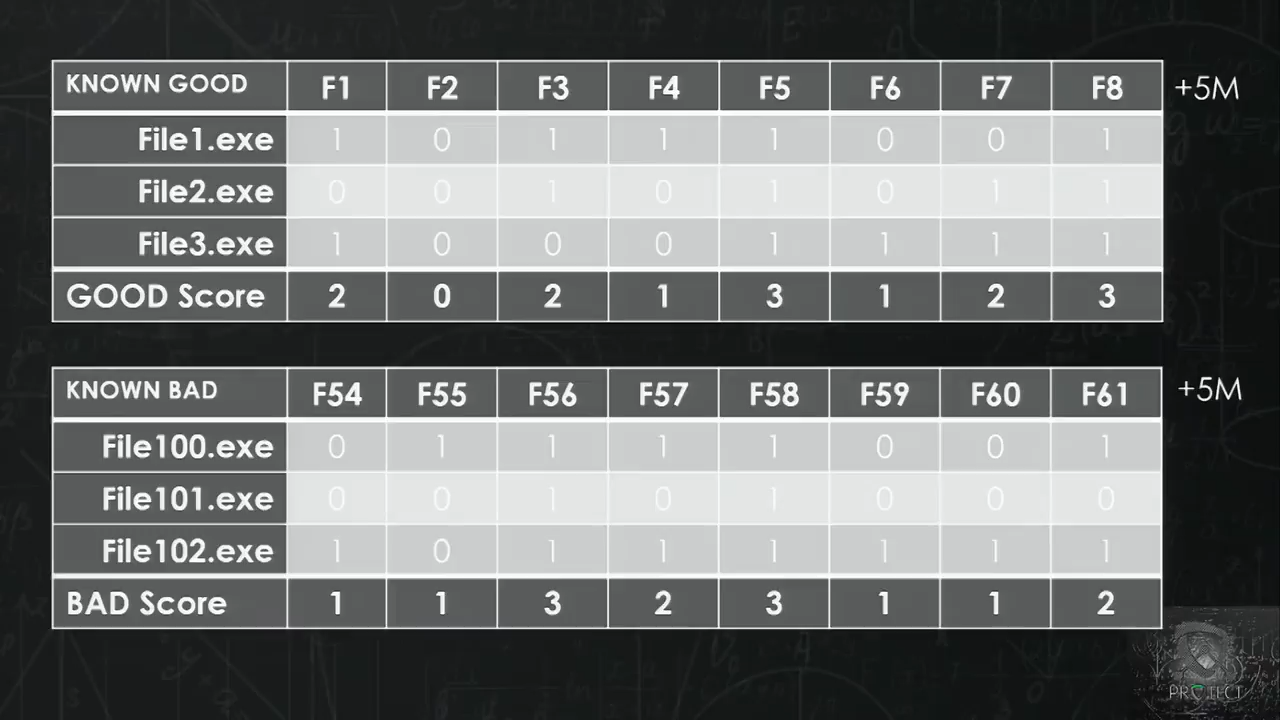 KNOWN GOOD F1 F2 F3 F4 F5 F6 F7 F8 +5M
File1.exe 1 0 1 1 1 0 0 1
File2.exe 0 0 1 0 1 0 1 1
File3.exe 1 0 0 0 1 1 1 1
GOOD Score 2 0 2 1 3 1 2 3
KNOWN BAD F54 F55 F56 F57 F58 F59 F60 F61 +5M
File100.exe 0 1 1 1 1 0 0 1
File101.exe 0 0 1 0 1 0 0 0
File102.exe 1 0 1 1 1 1 1 1
BAD Score 1 1 3 2 3 1 1 2
PROTECT